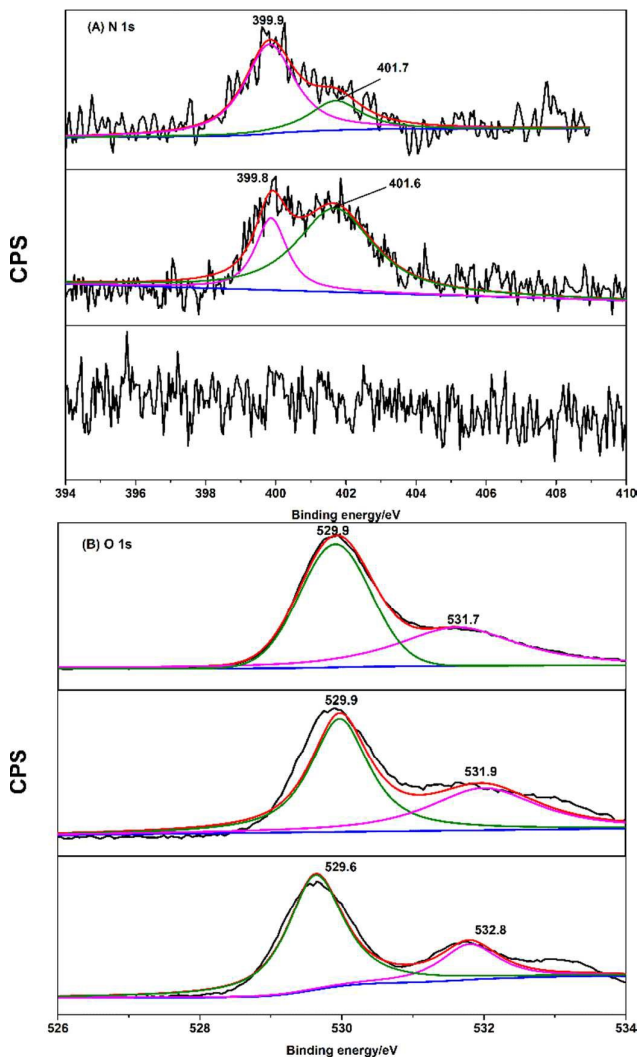 (A) N 1s
399.9
401.7
399.8
401.6
CPS
394 396 398 400 402 404 406 408 410
Binding energy/eV
(B) O 1s
529.9
531.7
529.9
531.9
CPS
529.6
532.8
526 528 530 532 534
Binding energy/eV